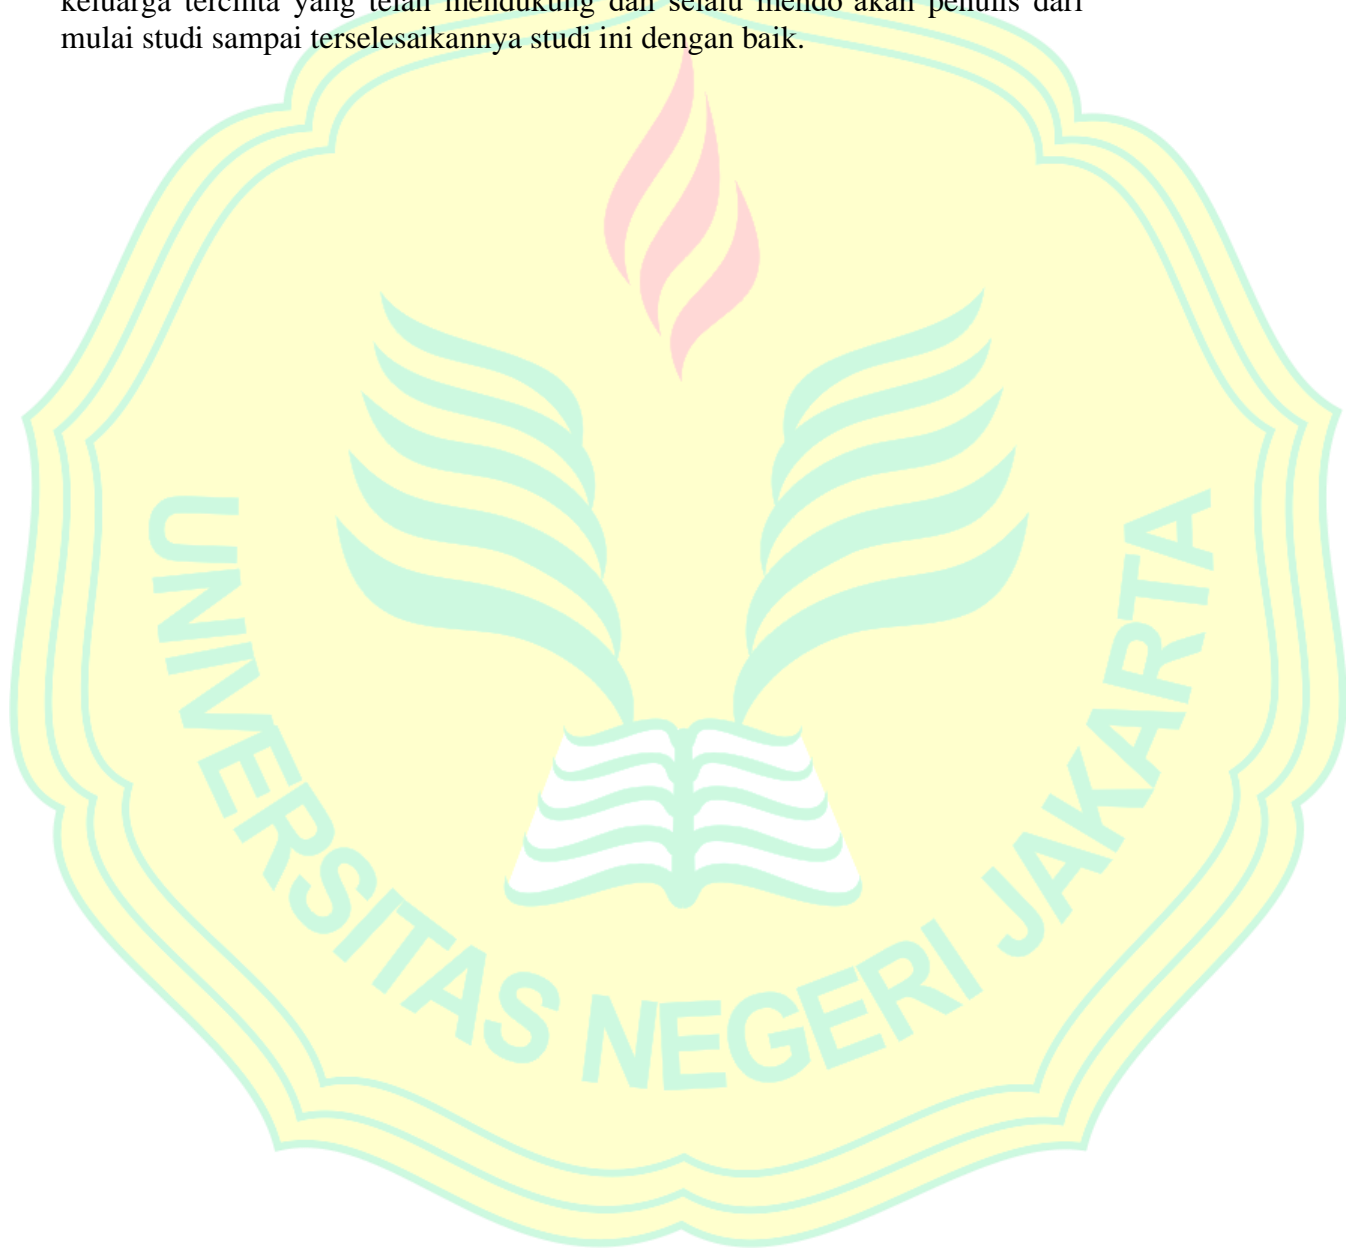 keluarga tercinta yang telah mendukung dan selalu mendo'akan penulis dari
mulai studi sampai terselesaikannya studi ini dengan baik.
UNIVERSITAS NEGERI JAKARTA